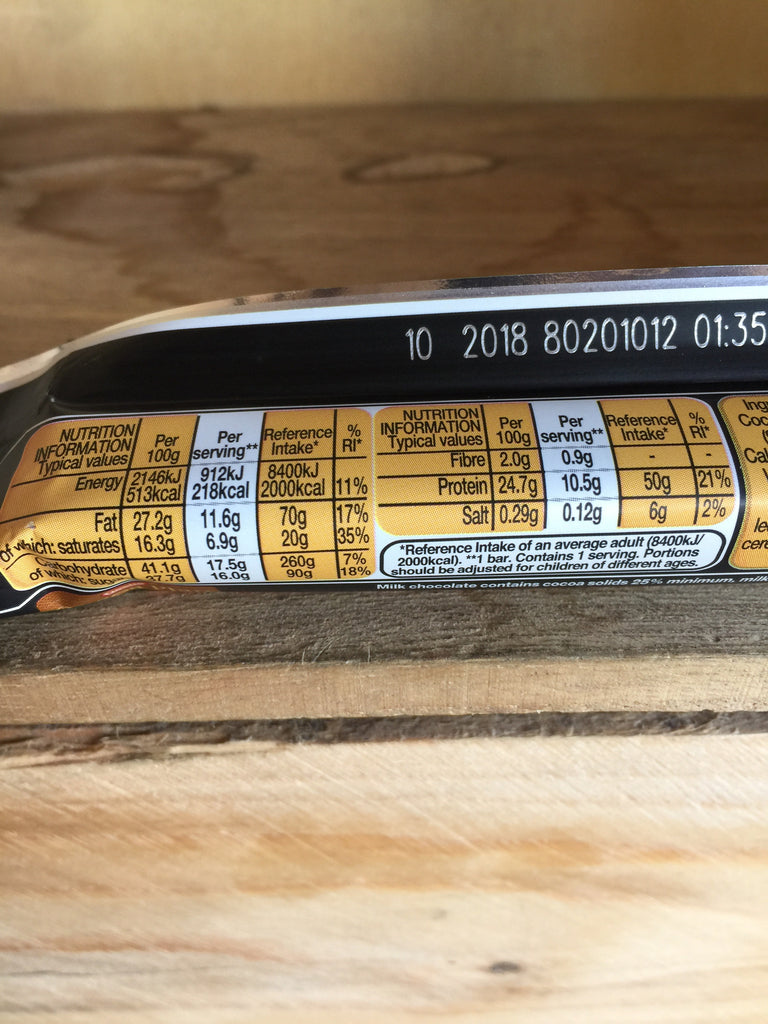 10 2018 80201012 01:35
NUTRITION INFORMATION Typical values Per 100g Per serving** Reference Intake* % RI*
Energy 2146kJ 513kcal 912kJ 218kcal 8400kJ 2000kcal 11%
Fat 27.2g 11.6g 70g 17%
of which: saturates 16.3g 6.9g 20g 35%
Carbohydrate 41.1g 17.5g 260g 7%
of which: 37.7g 16.0g 90g 18%
NUTRITION INFORMATION Typical values Per 100g Per serving** Reference Intake* % RI*
Fibre 2.0g 0.9g - -
Protein 24.7g 10.5g 50g 21%
Salt 0.29g 0.12g 6g 2%
*Reference Intake of an average adult (8400kJ/
2000kcal). **1 bar. Contains 1 serving. Portions
should be adjusted for children of different ages.
Milk chocolate contains cocoa solids 25% minimum, milk